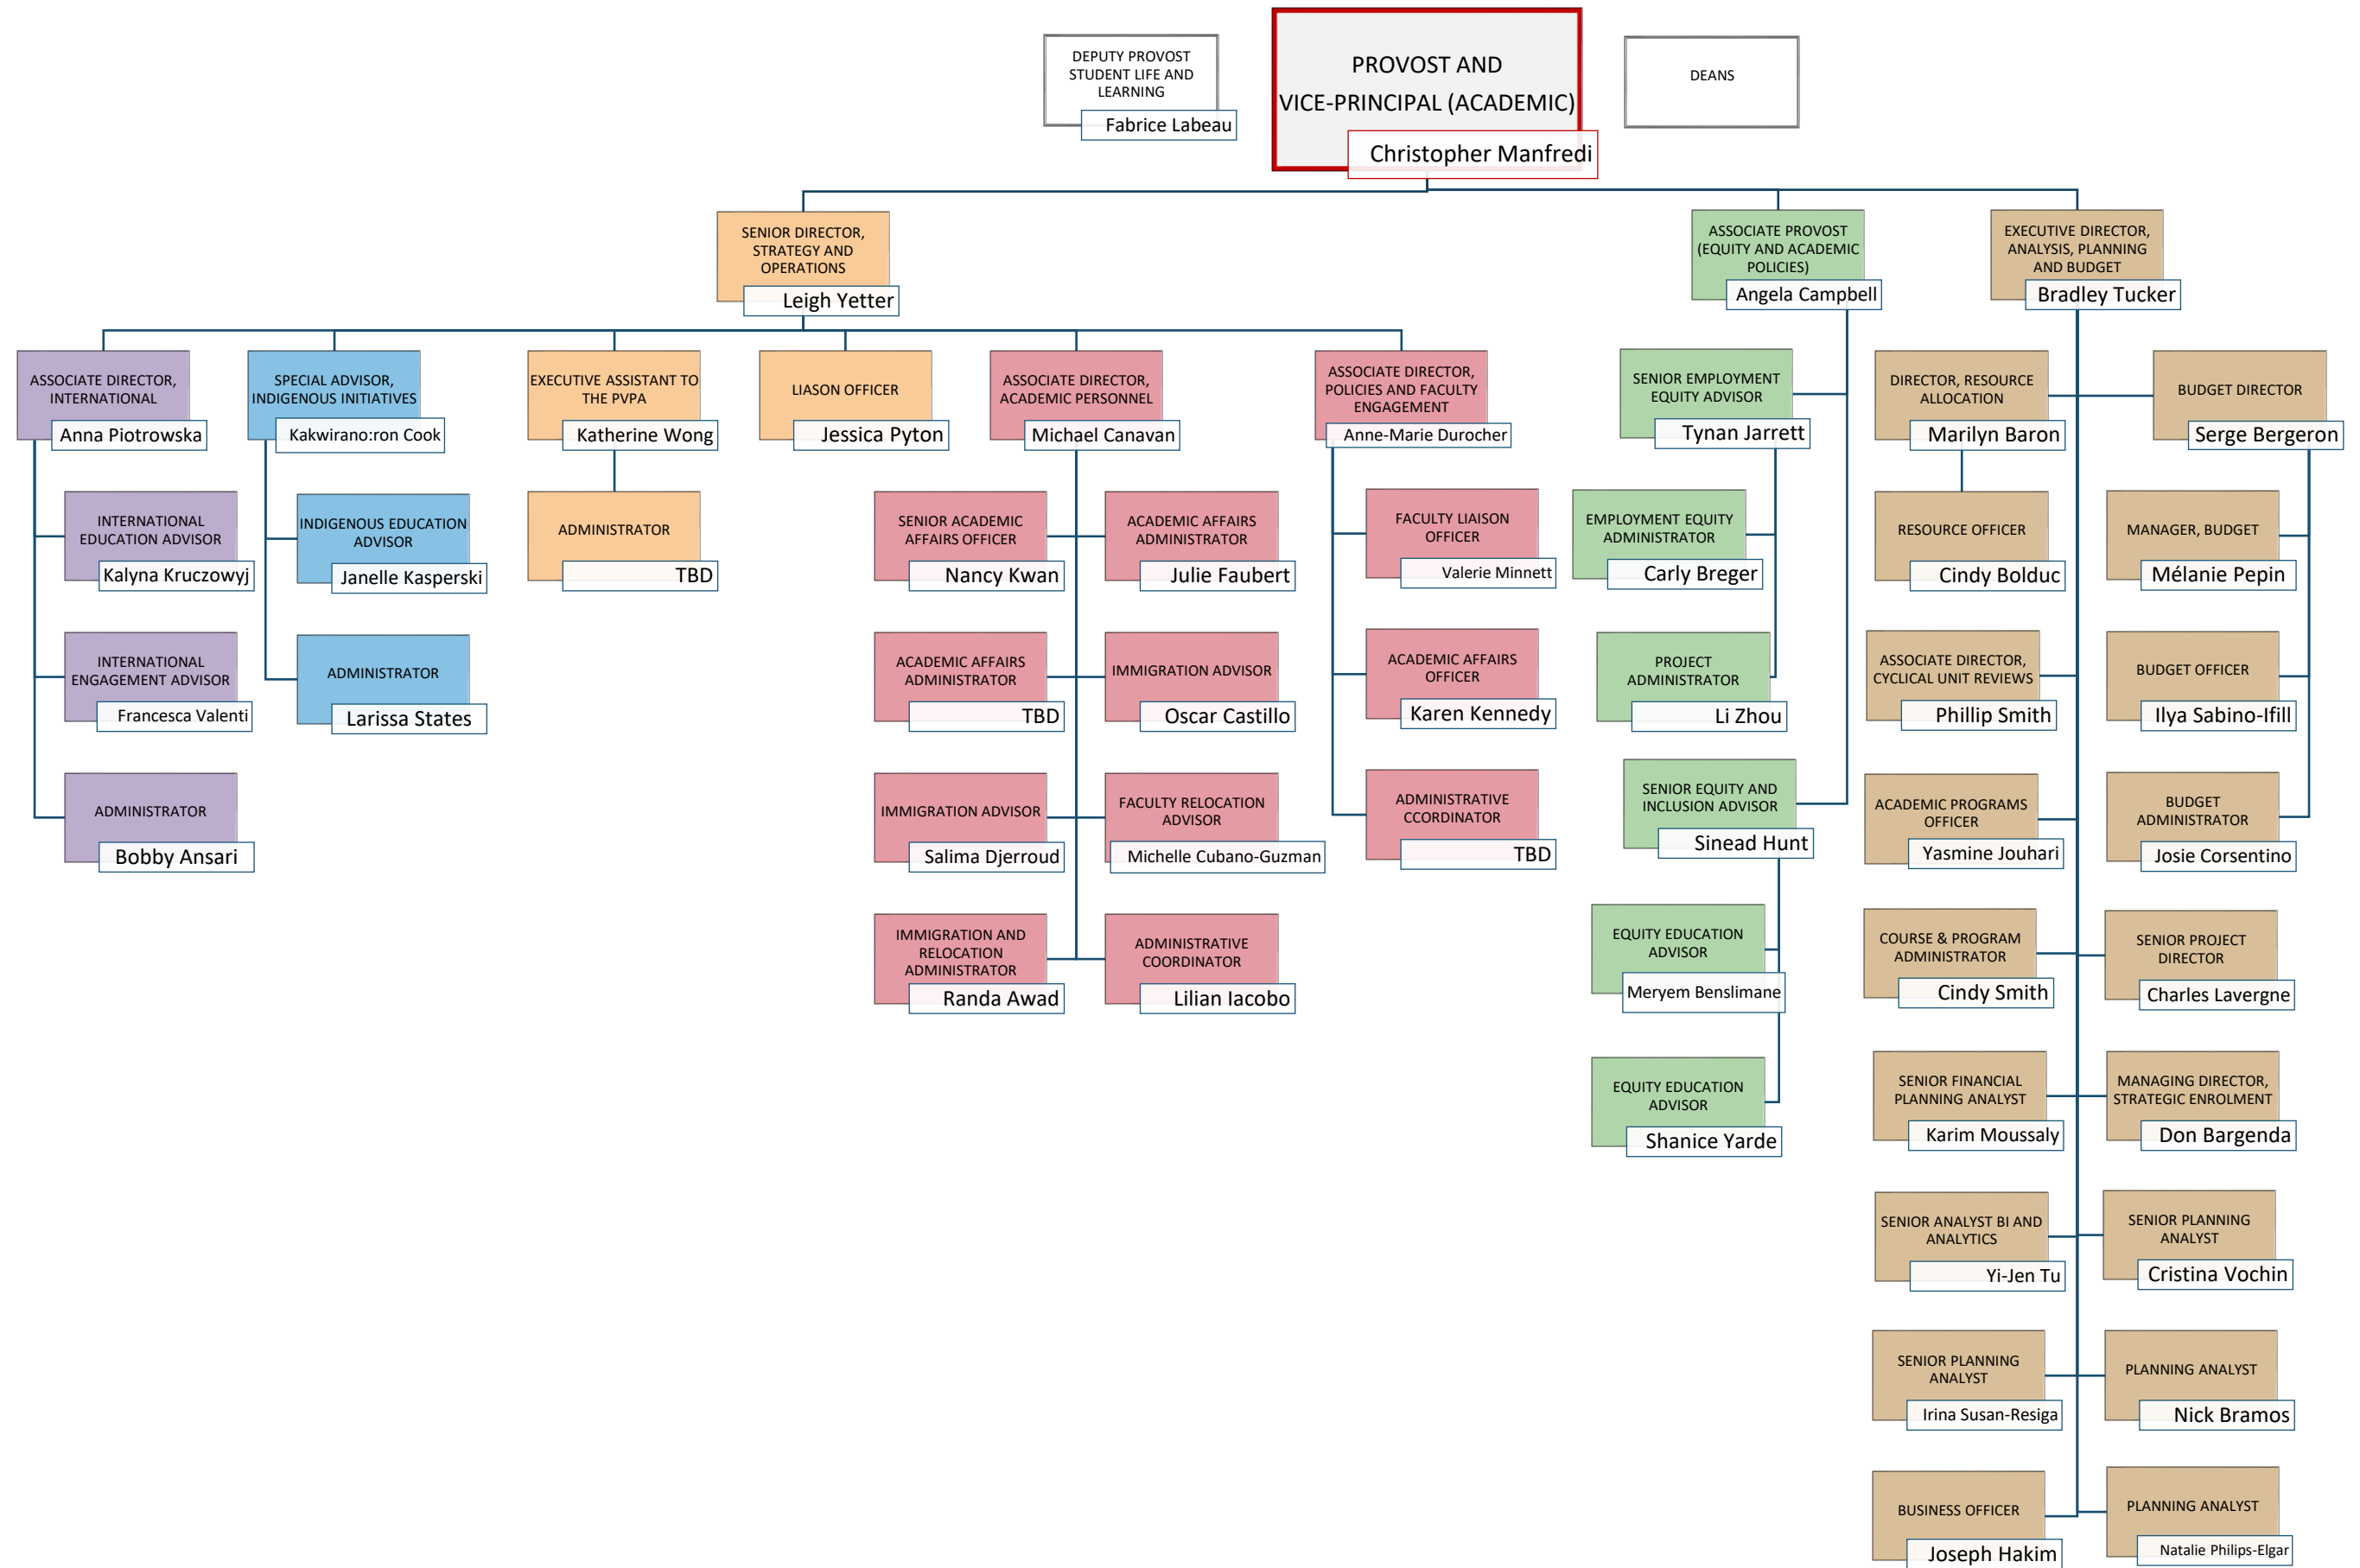 DEPUTY PROVOST
STUDENT LIFE AND
LEARNING
Fabrice Labeau
PROVOST AND
VICE-PRINCIPAL (ACADEMIC)
Christopher Manfredi
DEANS
SENIOR DIRECTOR,
STRATEGY AND
OPERATIONS
Leigh Yetter
ASSOCIATE PROVOST
(EQUITY AND ACADEMIC
POLICIES)
Angela Campbell
EXECUTIVE DIRECTOR,
ANALYSIS, PLANNING
AND BUDGET
Bradley Tucker
ASSOCIATE DIRECTOR,
INTERNATIONAL
Anna Piotrowska
SPECIAL ADVISOR,
INDIGENOUS INITIATIVES
Kakwirano:ron Cook
EXECUTIVE ASSISTANT TO
THE PVPA
Katherine Wong
LIASON OFFICER
Jessica Pyton
ASSOCIATE DIRECTOR,
ACADEMIC PERSONNEL
Michael Canavan
ASSOCIATE DIRECTOR,
POLICIES AND FACULTY
ENGAGEMENT
Anne-Marie Durocher
SENIOR EMPLOYMENT
EQUITY ADVISOR
Tynan Jarrett
DIRECTOR, RESOURCE
ALLOCATION
Marilyn Baron
BUDGET DIRECTOR
Serge Bergeron
INTERNATIONAL
EDUCATION ADVISOR
Kalyna Kruczowyj
INDIGENOUS EDUCATION
ADVISOR
Janelle Kasperski
ADMINISTRATOR
TBD
SENIOR ACADEMIC
AFFAIRS OFFICER
Nancy Kwan
ACADEMIC AFFAIRS
ADMINISTRATOR
Julie Faubert
FACULTY LIAISON
OFFICER
Valerie Minnett
EMPLOYMENT EQUITY
ADMINISTRATOR
Carly Breger
RESOURCE OFFICER
Cindy Bolduc
MANAGER, BUDGET
Mélanie Pepin
INTERNATIONAL
ENGAGEMENT ADVISOR
Francesca Valenti
ADMINISTRATOR
Larissa States
ACADEMIC AFFAIRS
ADMINISTRATOR
TBD
IMMIGRATION ADVISOR
Oscar Castillo
ACADEMIC AFFAIRS
OFFICER
Karen Kennedy
PROJECT
ADMINISTRATOR
Li Zhou
ASSOCIATE DIRECTOR,
CYCLICAL UNIT REVIEWS
Phillip Smith
BUDGET OFFICER
Ilya Sabino-Ifill
ADMINISTRATOR
Bobby Ansari
IMMIGRATION ADVISOR
Salima Djerroud
FACULTY RELOCATION
ADVISOR
Michelle Cubano-Guzman
ADMINISTRATIVE
CCORDINATOR
TBD
SENIOR EQUITY AND
INCLUSION ADVISOR
Sinead Hunt
ACADEMIC PROGRAMS
OFFICER
Yasmine Jouhari
BUDGET
ADMINISTRATOR
Josie Corsentino
IMMIGRATION AND
RELOCATION
ADMINISTRATOR
Randa Awad
ADMINISTRATIVE
COORDINATOR
Lilian Iacobo
EQUITY EDUCATION
ADVISOR
Meryem Benslimane
COURSE & PROGRAM
ADMINISTRATOR
Cindy Smith
SENIOR PROJECT
DIRECTOR
Charles Lavergne
EQUITY EDUCATION
ADVISOR
Shanice Yarde
SENIOR FINANCIAL
PLANNING ANALYST
Karim Moussaly
MANAGING DIRECTOR,
STRATEGIC ENROLMENT
Don Bargenda
SENIOR ANALYST BI AND
ANALYTICS
Yi-Jen Tu
SENIOR PLANNING
ANALYST
Cristina Vochin
SENIOR PLANNING
ANALYST
Irina Susan-Resiga
PLANNING ANALYST
Nick Bramos
BUSINESS OFFICER
Joseph Hakim
PLANNING ANALYST
Natalie Philips-Elgar